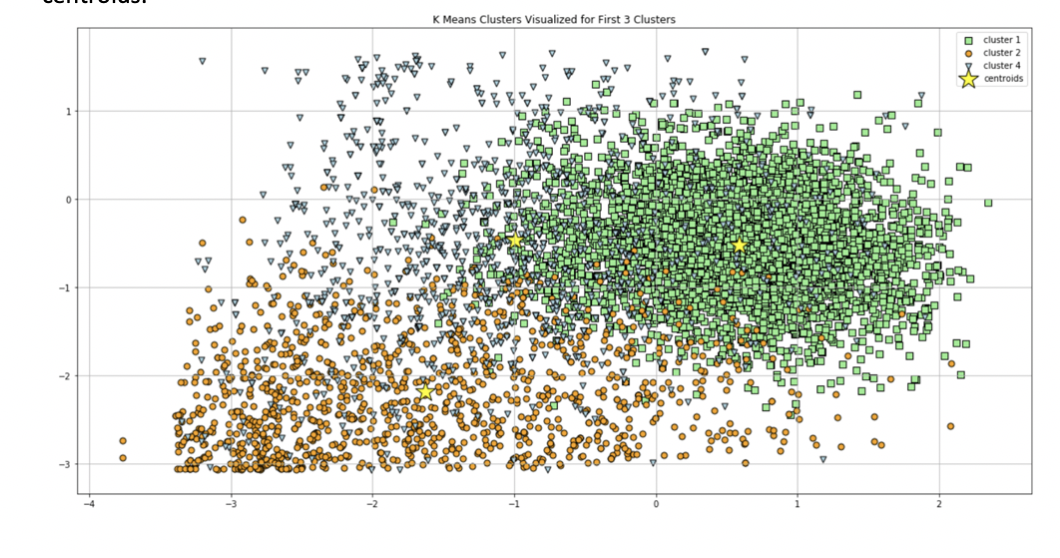 centroids.
K Means Clusters Visualized for First 3 Clusters
cluster 1
cluster 2
cluster 4
centroids
1
0
−1
−2
−3
−4 −3 −2 −1 0 1 2